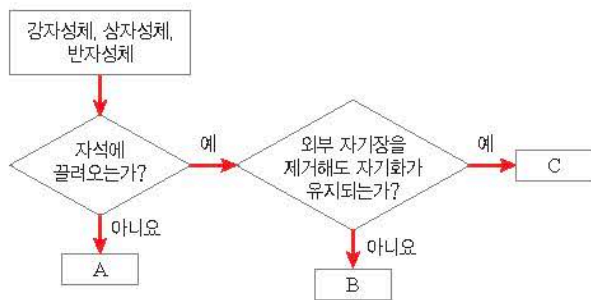 강자성체, 상자성체,
반자성체
자석에
끌려오는가?
예
외부 자기장을
제거해도 자기화가
유지되는가?
예
C
아니요
A
아니요
B